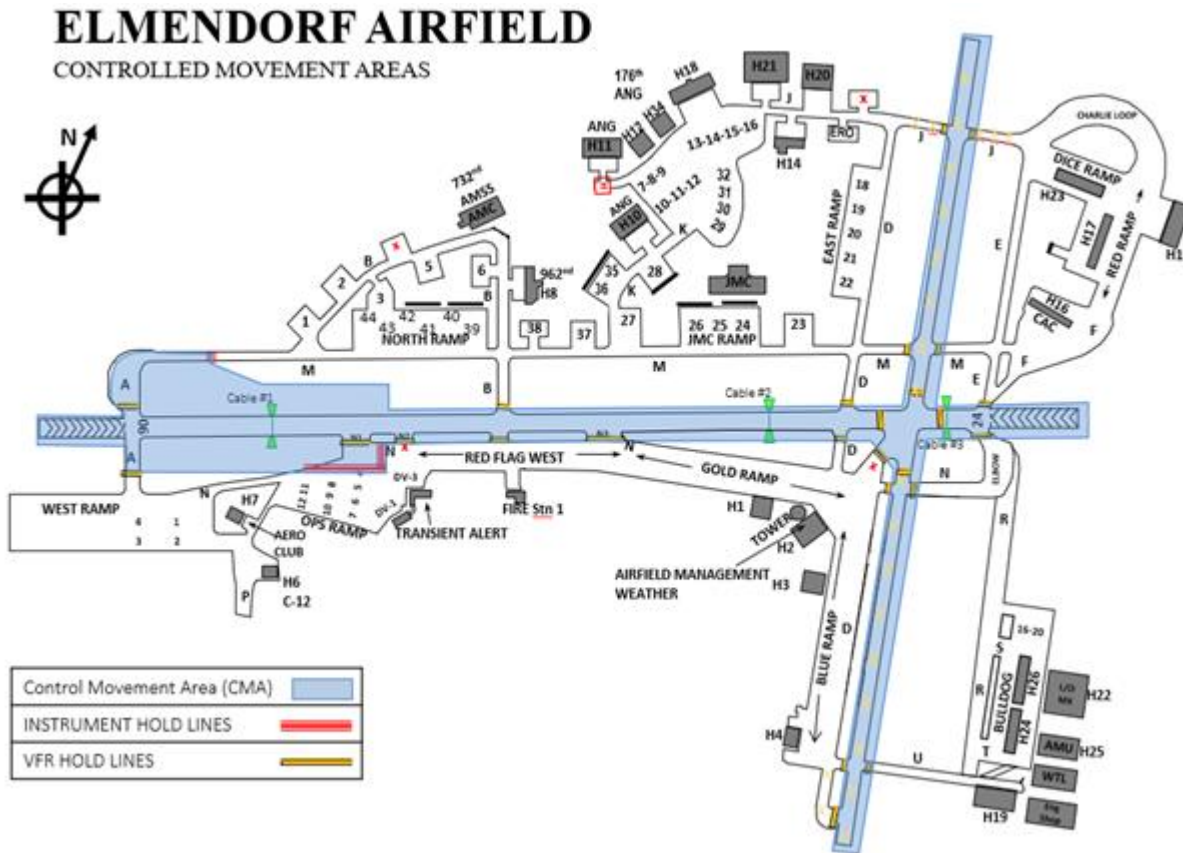 ELMENDORF AIRFIELD
CONTROLLED MOVEMENT AREAS
N
176th
ANG
H18
H21
H20
J
x
ANG
H11
H12
H34
13-14-15-16
H14
ERO
J
J
CHARLIE LOOP
DICE RAMP
H23
H17
RED RAMP
H16
CAC
F
F
732nd
AMSS
AMC
7-8-9
10-11-12
32
31
30
29
ANG
H10
K
18
19
20
21
22
EAST RAMP
D
E
x
B
5
2
6
962nd
H8
B
35
36
28
K
JMC
1
3
44
43
42
41
40
39
NORTH RAMP
38
37
27
26 25 24
JMC RAMP
23
A
M
B
M
D
M
M
E
Cable #1
Cable #2
Cable #3
24
A
N1
N2
N3
N
x
RED FLAG WEST
N
GOLD RAMP
D
x
N
ELBOW
WEST RAMP
4 1
3 2
N
H7
12 11
10 9
8
7 6 5
DV-3
DV-1
OPS RAMP
AERO
CLUB
TRANSIENT ALERT
FIRE Stn 1
H1
TOWER
H2
H3
AIRFIELD MANAGEMENT
WEATHER
H6
C-12
P
R
BLUE RAMP
D
H4
16-20
S
R
BULLDOG
H26
H24
H22
T
AMU
H25
U
WTL
H19
Control Movement Area (CMA)
INSTRUMENT HOLD LINES
VFR HOLD LINES